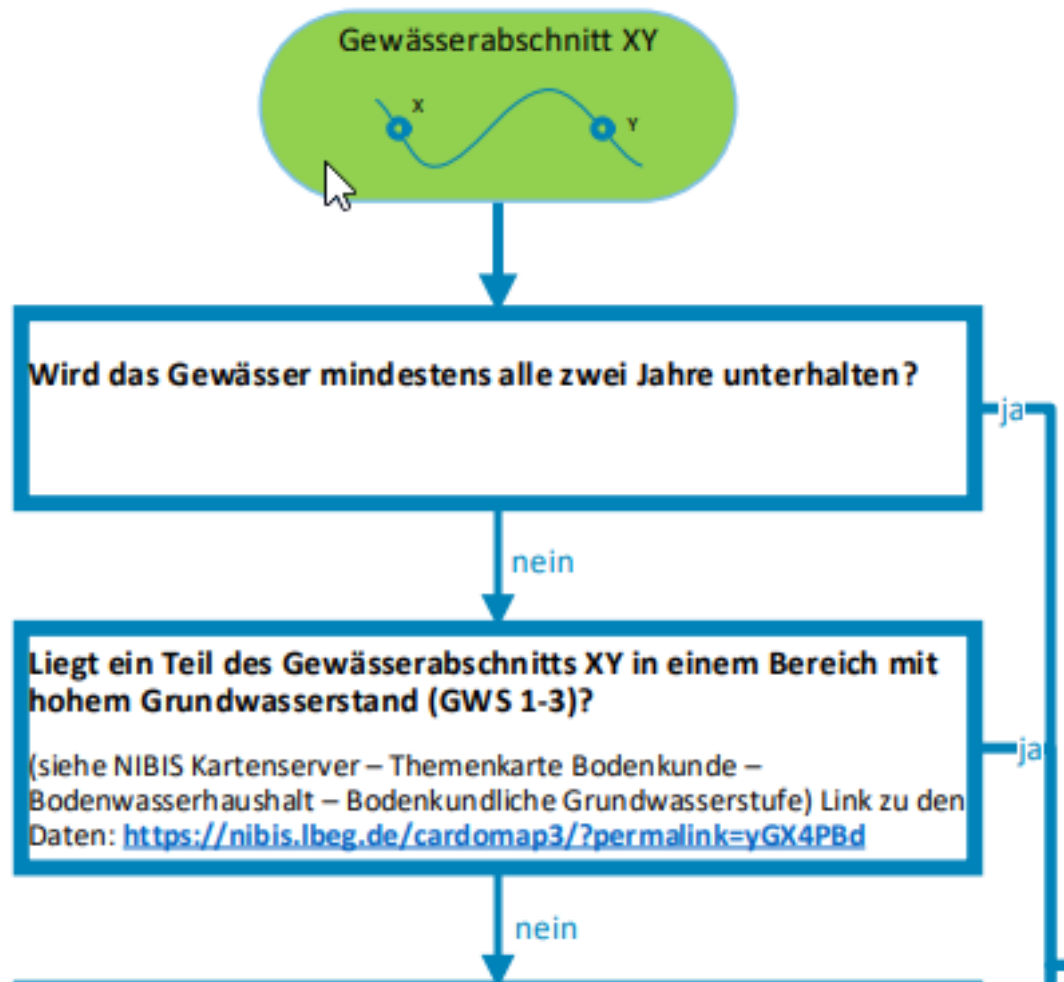 Gewässerabschnitt XY
X
Y
Wird das Gewässer mindestens alle zwei Jahre unterhalten?
ja
nein
Liegt ein Teil des Gewässerabschnitts XY in einem Bereich mit
hohem Grundwasserstand (GWS 1-3)?
(siehe NIBIS Kartenserver – Themenkarte Bodenkunde –
Bodenwasserhaushalt – Bodenkundliche Grundwasserstufe) Link zu den
Daten: https://nibis.lbeg.de/cardomap3/?permalink=yGX4PBd
ja
nein